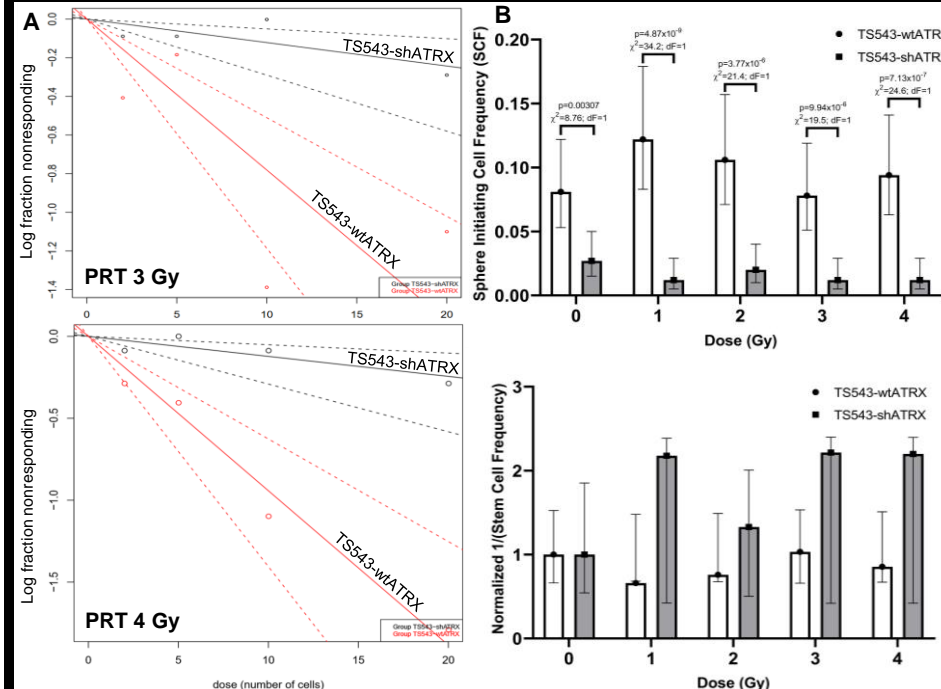 A
Log fraction nonresponding
0.0
-0.2
-0.4
-0.6
-0.8
-1.0
-1.2
-1.4
TS543-shATRX
TS543-wtATRX
PRT 3 Gy
Group TS543-shATRX
Group TS543-wtATRX
0
5
10
15
20
Log fraction nonresponding
0.0
-0.5
-1.0
-1.5
TS543-shATRX
TS543-wtATRX
PRT 4 Gy
Group TS543-shATRX
Group TS543-wtATRX
0
5
10
15
20
dose (number of cells)
B
Sphere Initiating Cell Frequency (SCF)
0.20
0.15
0.10
0.05
0.00
TS543-wtATR
TS543-shATR
p=0.00307
χ²=8.76; dF=1
p=4.87x10⁻⁹
χ²=34.2; dF=1
p=3.77x10⁻⁶
χ²=21.4; dF=1
p=9.94x10⁻⁶
χ²=19.5; dF=1
p=7.13x10⁻⁷
χ²=24.6; dF=1
0 1 2 3 4
Dose (Gy)
Normalized 1/(Stem Cell Frequency)
3
2
1
0
TS543-wtATRX
TS543-shATRX
0 1 2 3 4
Dose (Gy)